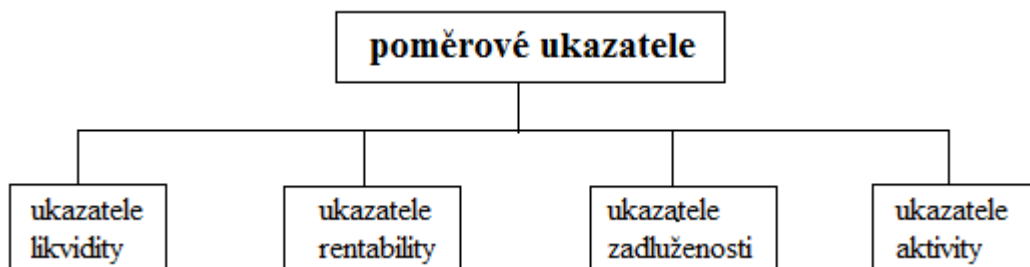 poměrové ukazatele
ukazatele
likvidity
ukazatele
rentability
ukazatele
zadluženosti
ukazatele
aktivity